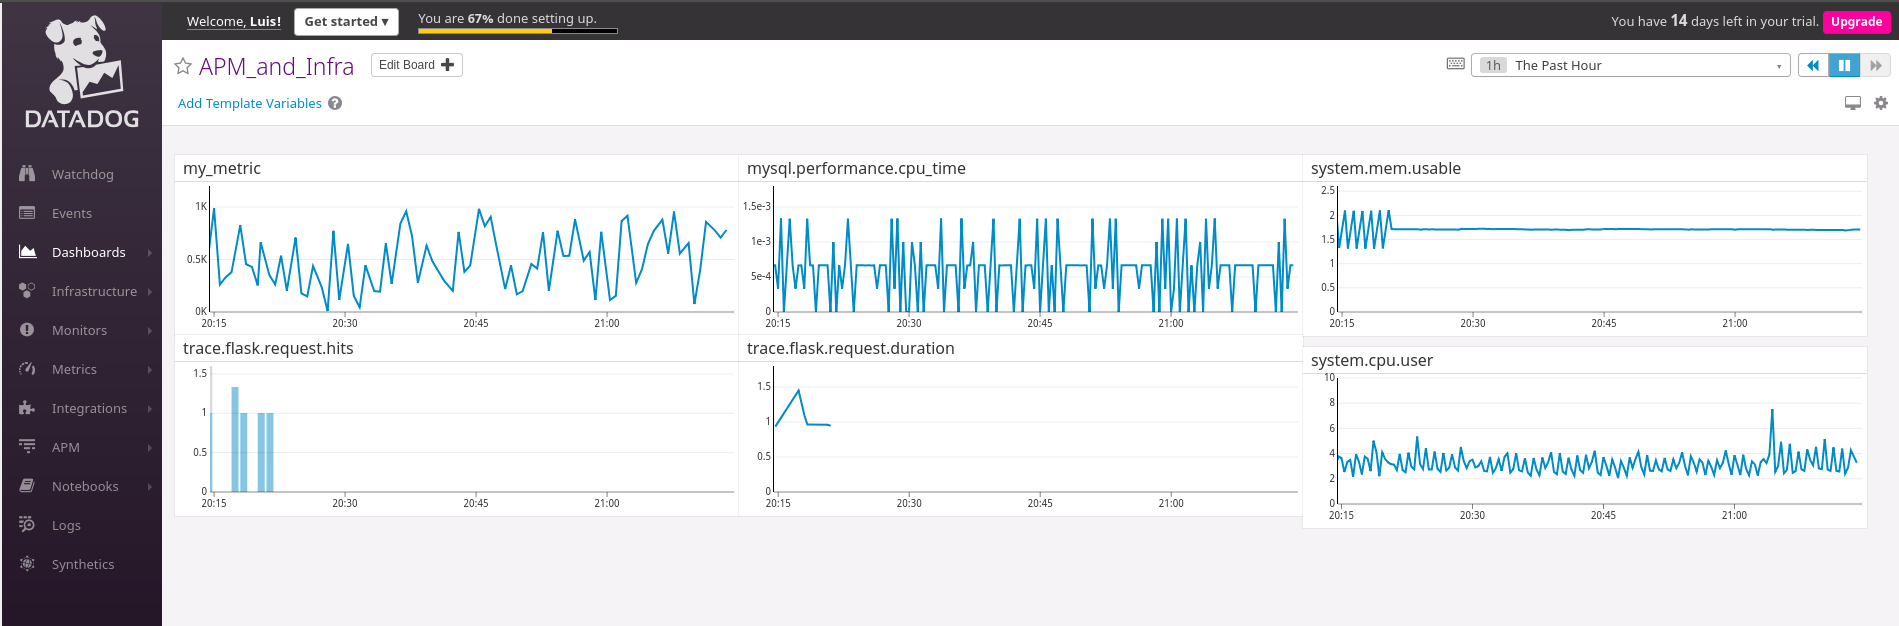 Welcome, Luis!
Get started ▾
You are 67% done setting up.
You have 14 days left in your trial.
Upgrade
DATADOG
Watchdog
Events
Dashboards
Infrastructure
Monitors
Metrics
Integrations
APM
Notebooks
Logs
Synthetics
APM_and_Infra
Edit Board
1h The Past Hour
Add Template Variables ?
my_metric
1K
0.5K
0K
20:15 20:30 20:45 21:00
mysql.performance.cpu_time
1.5e-3
1e-3
5e-4
0
20:15 20:30 20:45 21:00
system.mem.usable
2.5
2
1.5
1
0.5
0
20:15 20:30 20:45 21:00
trace.flask.request.hits
1.5
1
0.5
0
20:15 20:30 20:45 21:00
trace.flask.request.duration
1.5
1
0.5
0
20:15 20:30 20:45 21:00
system.cpu.user
10
8
6
4
2
0
20:15 20:30 20:45 21:00